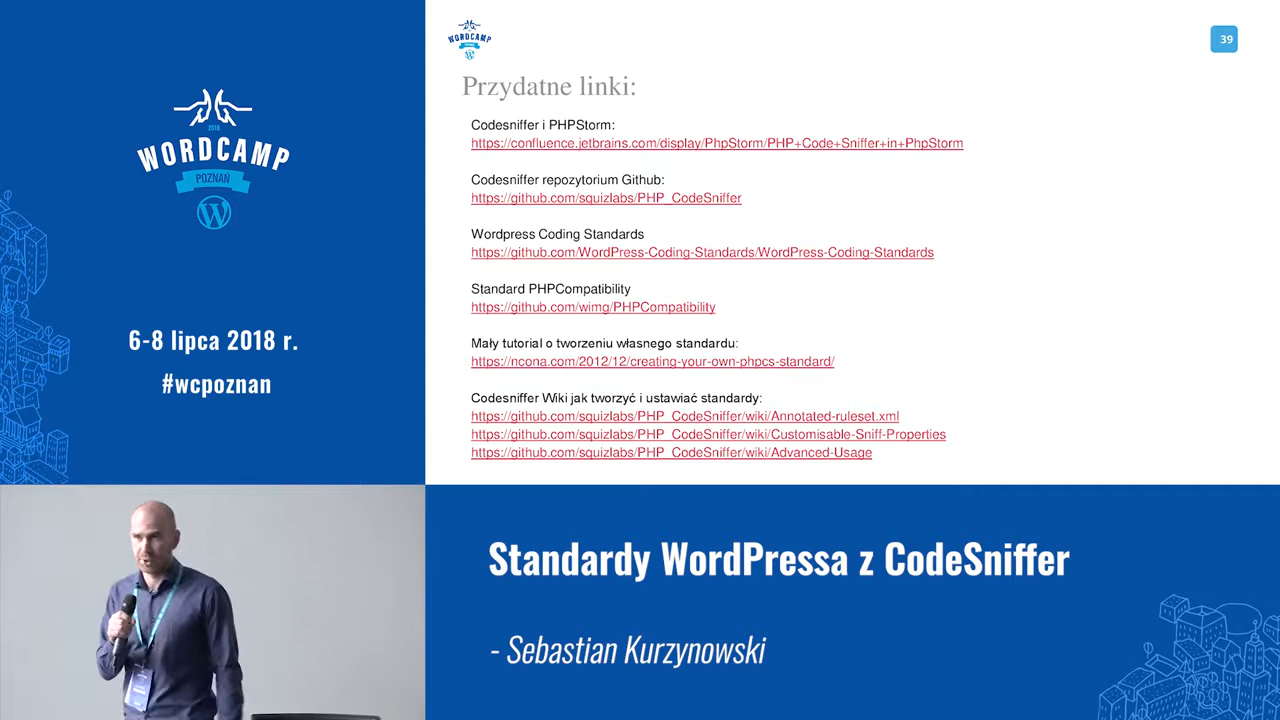 2018
WORDCAMP
POZNAŃ
6-8 lipca 2018 r.
#wcpoznan
WORDCAMP
39
Przydatne linki:
Codesniffer i PHPStorm:
https://confluence.jetbrains.com/display/PhpStorm/PHP+Code+Sniffer+in+PhpStorm
Codesniffer repozytorium Github:
https://github.com/squizlabs/PHP_CodeSniffer
Wordpress Coding Standards
https://github.com/WordPress-Coding-Standards/WordPress-Coding-Standards
Standard PHPCompatibility
https://github.com/wimg/PHPCompatibility
Mały tutorial o tworzeniu własnego standardu:
https://ncona.com/2012/12/creating-your-own-phpcs-standard/
Codesniffer Wiki jak tworzyć i ustawiać standardy:
https://github.com/squizlabs/PHP_CodeSniffer/wiki/Annotated-ruleset.xml
https://github.com/squizlabs/PHP_CodeSniffer/wiki/Customisable-Sniff-Properties
https://github.com/squizlabs/PHP_CodeSniffer/wiki/Advanced-Usage
Standardy WordPressa z CodeSniffer
- Sebastian Kurzynowski